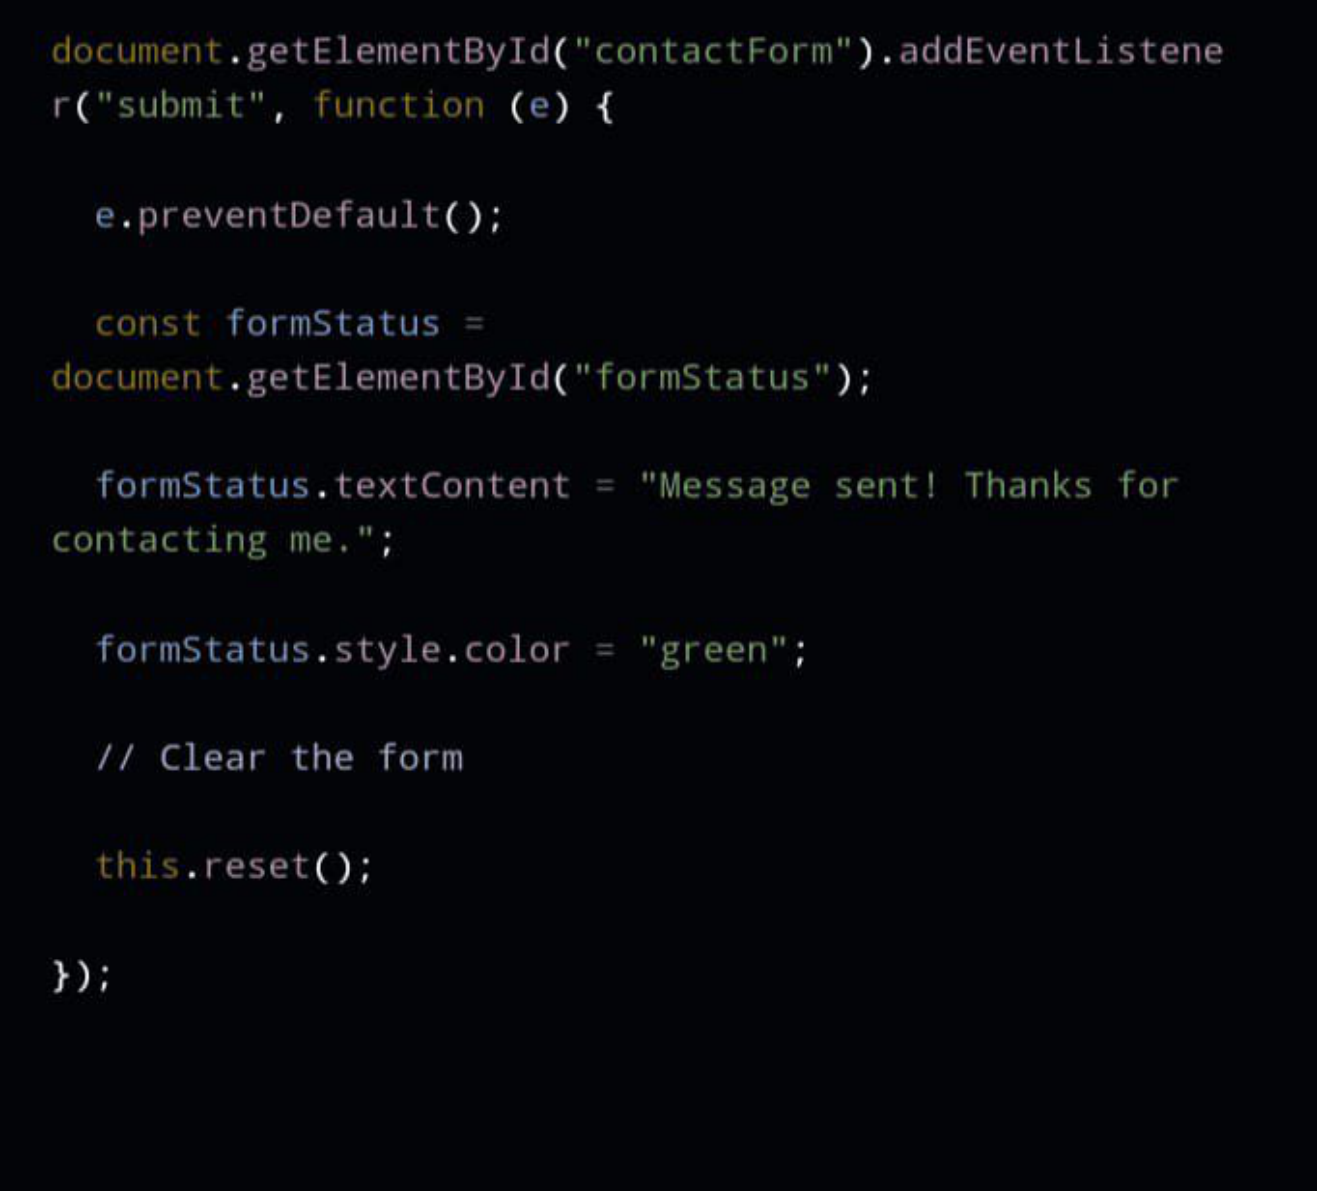 document.getElementById("contactForm").addEventListene
r("submit", function (e) {
e.preventDefault();
const formStatus =
document.getElementById("formStatus");
formStatus.textContent = "Message sent! Thanks for
contacting me.";
formStatus.style.color = "green";
// Clear the form
this.reset();
});